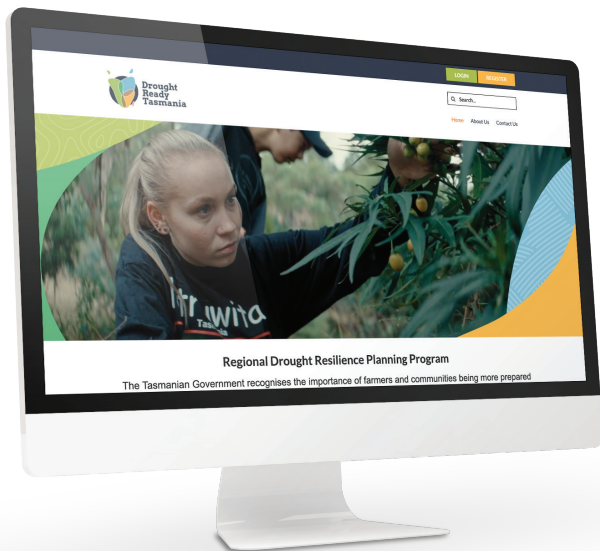 LOGIN
REGISTER
Drought
Ready
Tasmania
Search...
Home About Us Contact Us
Regional Drought Resilience Planning Program
The Tasmanian Government recognises the importance of farmers and communities being more prepared